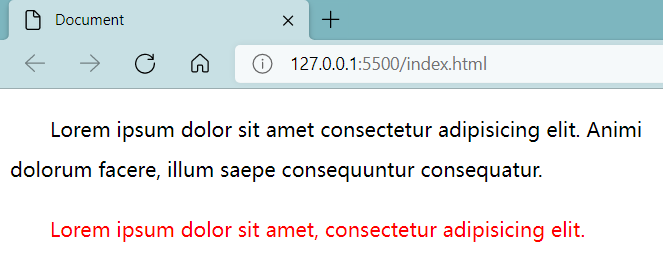 Document
127.0.0.1:5500/index.html
Lorem ipsum dolor sit amet consectetur adipisicing elit. Animi
dolorum facere, illum saepe consequuntur consequatur.
Lorem ipsum dolor sit amet, consectetur adipisicing elit.